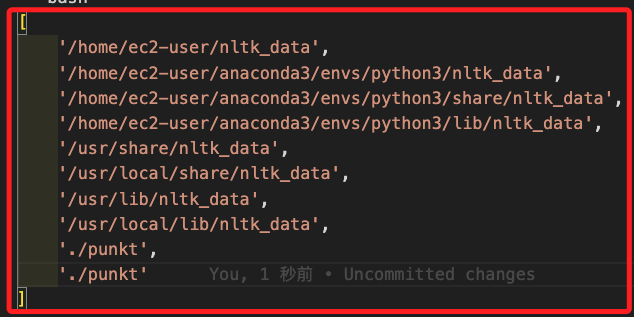 bash
[
'/home/ec2-user/nltk_data',
'/home/ec2-user/anaconda3/envs/python3/nltk_data',
'/home/ec2-user/anaconda3/envs/python3/share/nltk_data',
'/home/ec2-user/anaconda3/envs/python3/lib/nltk_data',
'/usr/share/nltk_data',
'/usr/local/share/nltk_data',
'/usr/lib/nltk_data',
'/usr/local/lib/nltk_data',
'./punkt',
'./punkt' You, 1 秒前 • Uncommitted changes
]